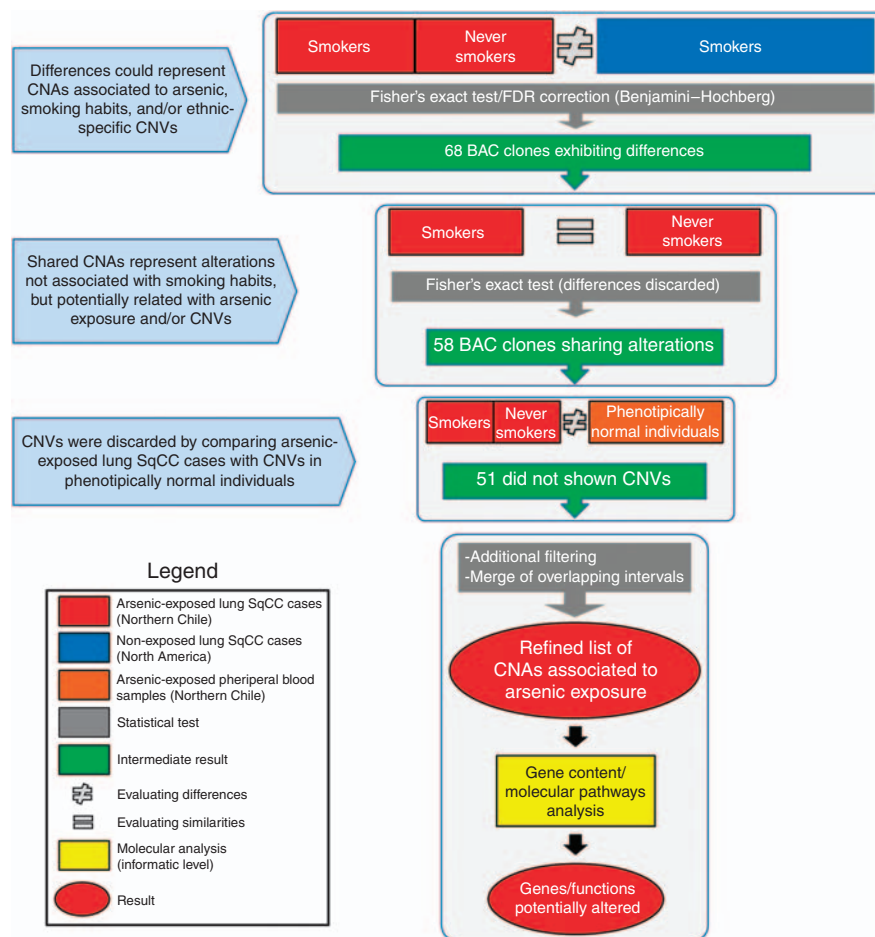 Smokers
Never
smokers
Smokers
Differences could represent
CNAs associated to arsenic,
smoking habits, and/or ethnic-
specific CNVs
Fisher's exact test/FDR correction (Benjamini–Hochberg)
68 BAC clones exhibiting differences
Smokers
Never
smokers
Shared CNAs represent alterations
not associated with smoking habits,
but potentially related with arsenic
exposure and/or CNVs
Fisher's exact test (differences discarded)
58 BAC clones sharing alterations
Smokers
Never
smokers
Phenotipically
normal individuals
CNVs were discarded by comparing arsenic-
exposed lung SqCC cases with CNVs in
phenotipically normal individuals
51 did not shown CNVs
-Additional filtering
-Merge of overlapping intervals
Refined list of
CNAs associated to
arsenic exposure
Gene content/
molecular pathways
analysis
Genes/functions
potentially altered
Legend
Arsenic-exposed lung SqCC cases
(Northern Chile)
Non-exposed lung SqCC cases
(North America)
Arsenic-exposed pheriperal blood
samples (Northern Chile)
Statistical test
Intermediate result
Evaluating differences
Evaluating similarities
Molecular analysis
(informatic level)
Result